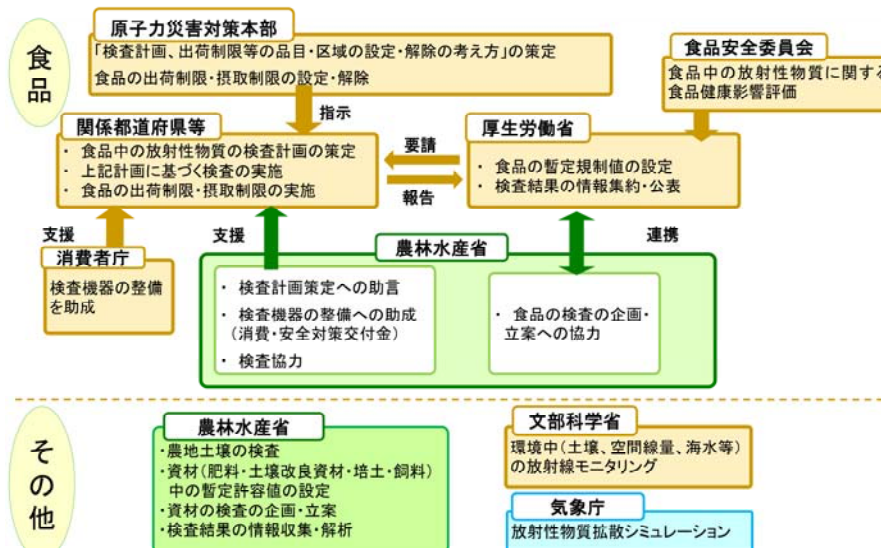 食品
原子力災害対策本部
「検査計画、出荷制限等の品目・区域の設定・解除の考え方」の策定
食品の出荷制限・摂取制限の設定・解除
食品安全委員会
食品中の放射性物質に関する
食品健康影響評価
指示
関係都道府県等
・ 食品中の放射性物質の検査計画の策定
・ 上記計画に基づく検査の実施
・ 食品の出荷制限・摂取制限の実施
要請
報告
厚生労働省
・ 食品の暫定規制値の設定
・ 検査結果の情報集約・公表
支援
支援
連携
消費者庁
検査機器の整備
を助成
農林水産省
・ 検査計画策定への助言
・ 検査機器の整備への助成
（消費・安全対策交付金）
・ 検査協力
・ 食品の検査の企画・
立案への協力
その他
農林水産省
・農地土壌の検査
・資材（肥料・土壌改良資材・培土・飼料）
中の暫定許容値の設定
・資材の検査の企画・立案
・検査結果の情報収集・解析
文部科学省
環境中（土壌、空間線量、海水等）
の放射線モニタリング
気象庁
放射性物質拡散シミュレーション